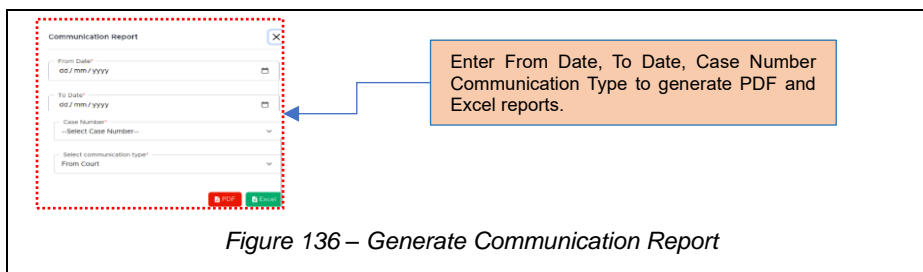 Communication Report
From Date*
dd/mm/yyyy
To Date*
dd/mm/yyyy
Case Number*
--Select Case Number--
Select communication type*
From Court
PDF Excel
Enter From Date, To Date, Case Number
Communication Type to generate PDF and
Excel reports.
Figure 136 – Generate Communication Report